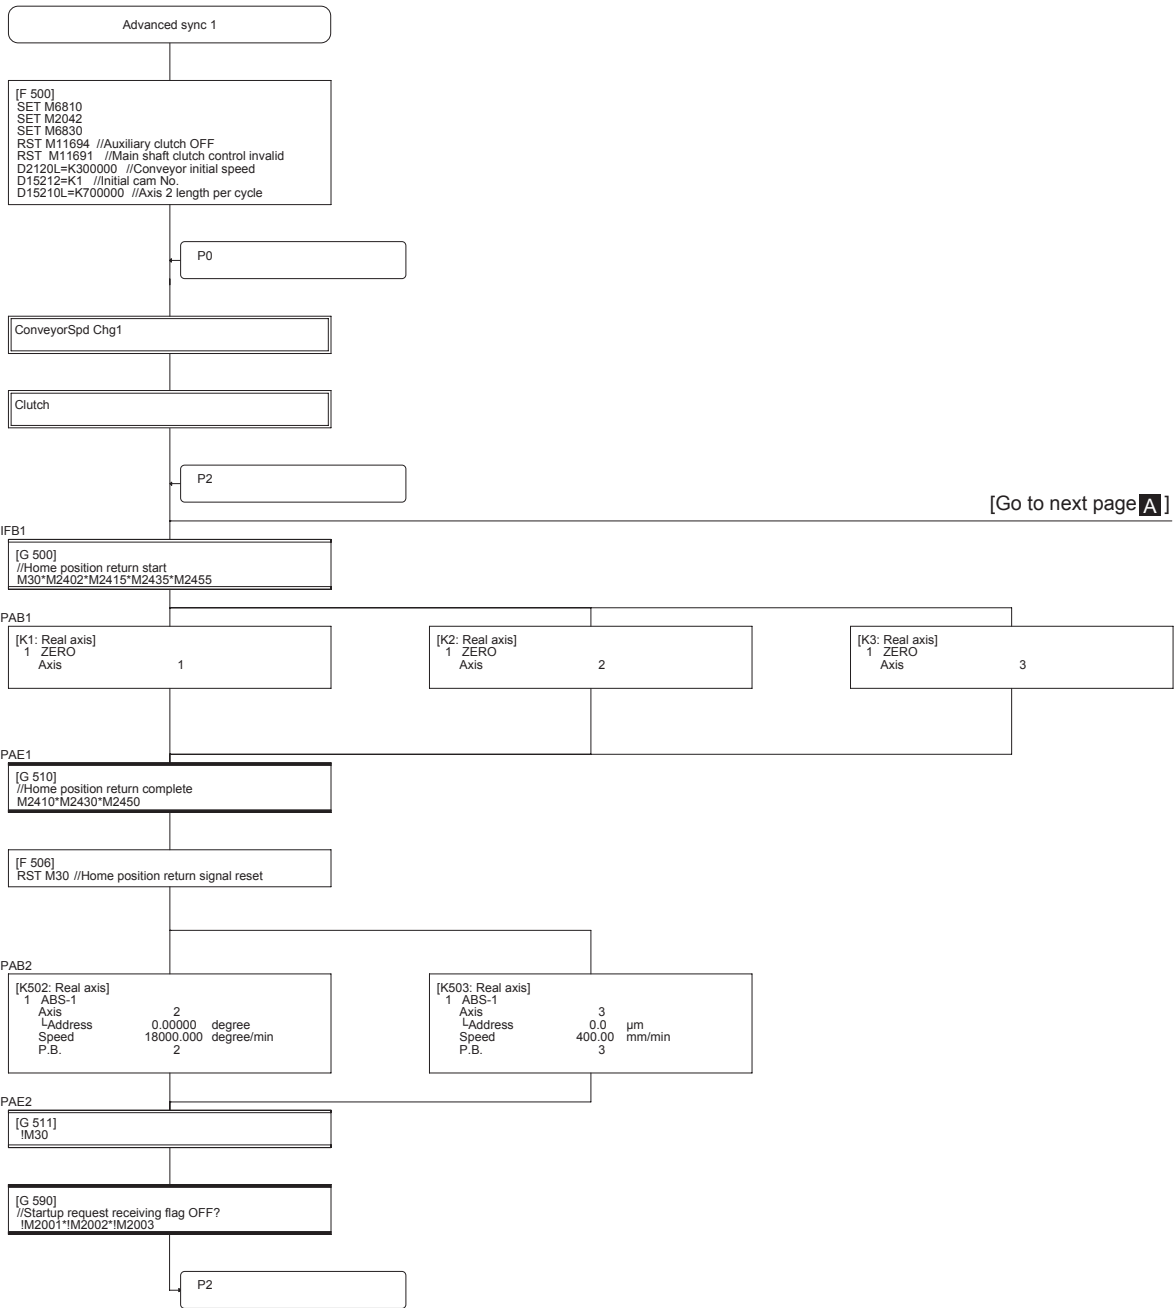 Advanced sync 1
[F 500]
SET M6810
SET M2042
SET M6830
RST M11694 //Auxiliary clutch OFF
RST M11691 //Main shaft clutch control invalid
D2120L=K300000 //Conveyor initial speed
D15212=K1 //Initial cam No.
D15210L=K700000 //Axis 2 length per cycle
P0
ConveyorSpd Chg1
Clutch
P2
[Go to next page A ]
IFB1
[G 500]
//Home position return start
M30*M2402*M2415*M2435*M2455
PAB1
[K1: Real axis]
1 ZERO
Axis 1
[K2: Real axis]
1 ZERO
Axis 2
[K3: Real axis]
1 ZERO
Axis 3
PAE1
[G 510]
//Home position return complete
M2410*M2430*M2450
[F 506]
RST M30 //Home position return signal reset
PAB2
[K502: Real axis]
1 ABS-1
Axis 2
└Address 0.00000 degree
Speed 18000.000 degree/min
P.B. 2
[K503: Real axis]
1 ABS-1
Axis 3
└Address 0.0 µm
Speed 400.00 mm/min
P.B. 3
PAE2
[G 511]
!M30
[G 590]
//Startup request receiving flag OFF?
!M2001*!M2002*!M2003
P2